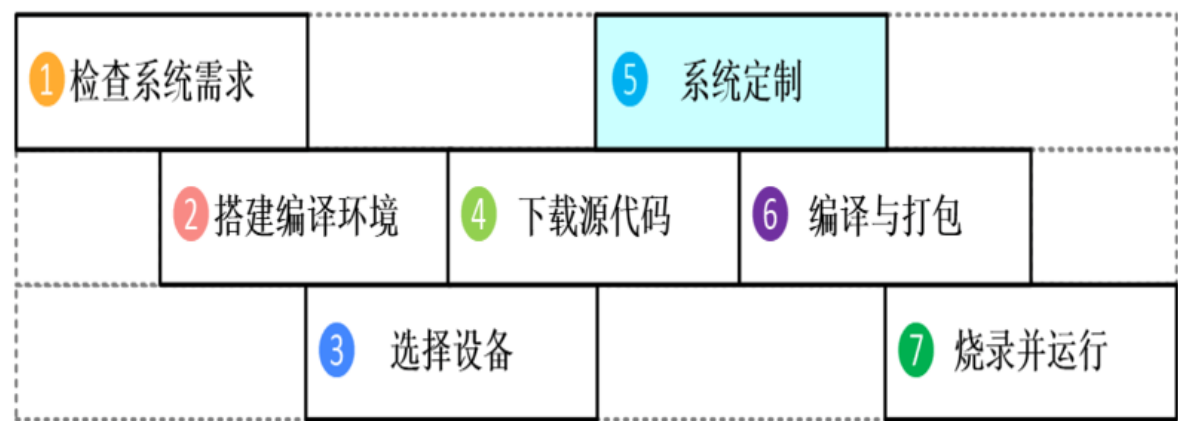 1 检查系统需求
5 系统定制
2 搭建编译环境
4 下载源代码
6 编译与打包
3 选择设备
7 烧录并运行